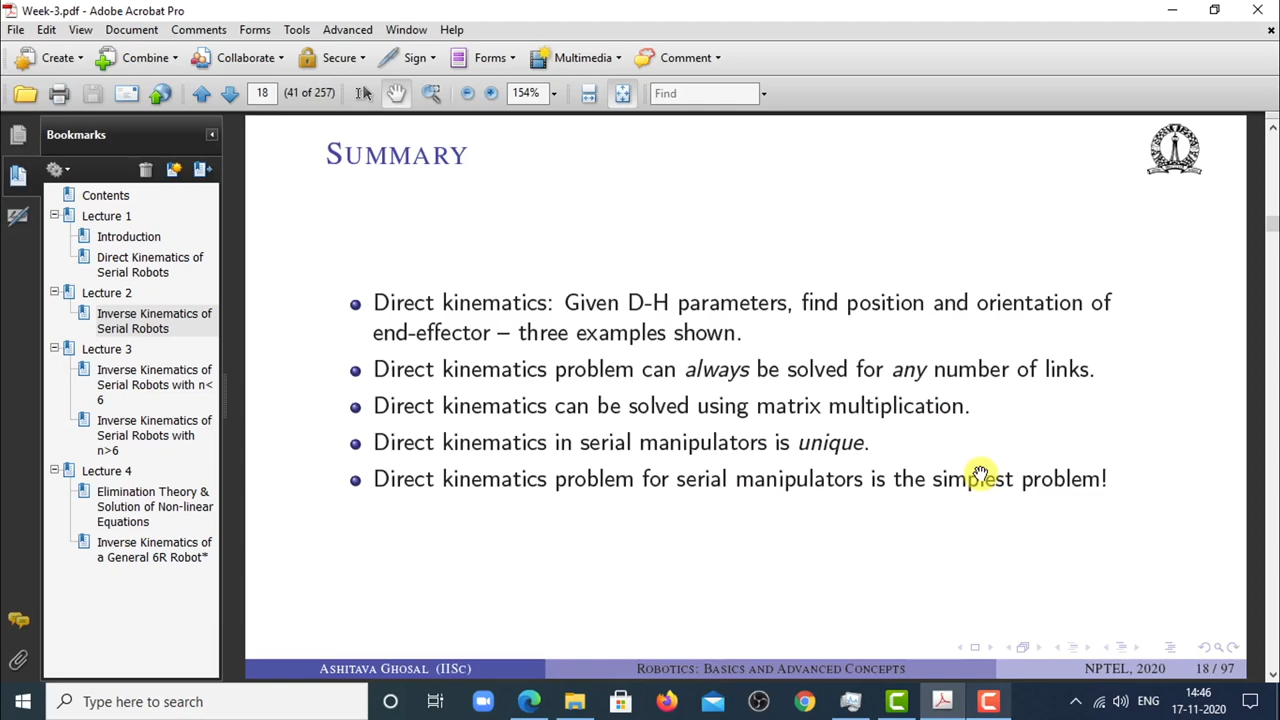 Week-3.pdf - Adobe Acrobat Pro
File Edit View Document Comments Forms Tools Advanced Window Help
Create Combine Collaborate Secure Sign Forms Multimedia Comment
18 (41 of 257) 154% Find
Bookmarks
Contents
Lecture 1
Introduction
Direct Kinematics of
Serial Robots
Lecture 2
Inverse Kinematics of
Serial Robots
Lecture 3
Inverse Kinematics of
Serial Robots with n<
6
Inverse Kinematics of
Serial Robots with
n>6
Lecture 4
Elimination Theory &
Solution of Non-linear
Equations
Inverse Kinematics of
a General 6R Robot*
SUMMARY
Direct kinematics: Given D-H parameters, find position and orientation of
end-effector – three examples shown.
Direct kinematics problem can always be solved for any number of links.
Direct kinematics can be solved using matrix multiplication.
Direct kinematics in serial manipulators is unique.
Direct kinematics problem for serial manipulators is the simplest problem!
ASHITAVA GHOSAL (IISC) ROBOTICS: BASICS AND ADVANCED CONCEPTS NPTEL, 2020 18 / 97
Type here to search
ENG
14:46
17-11-2020